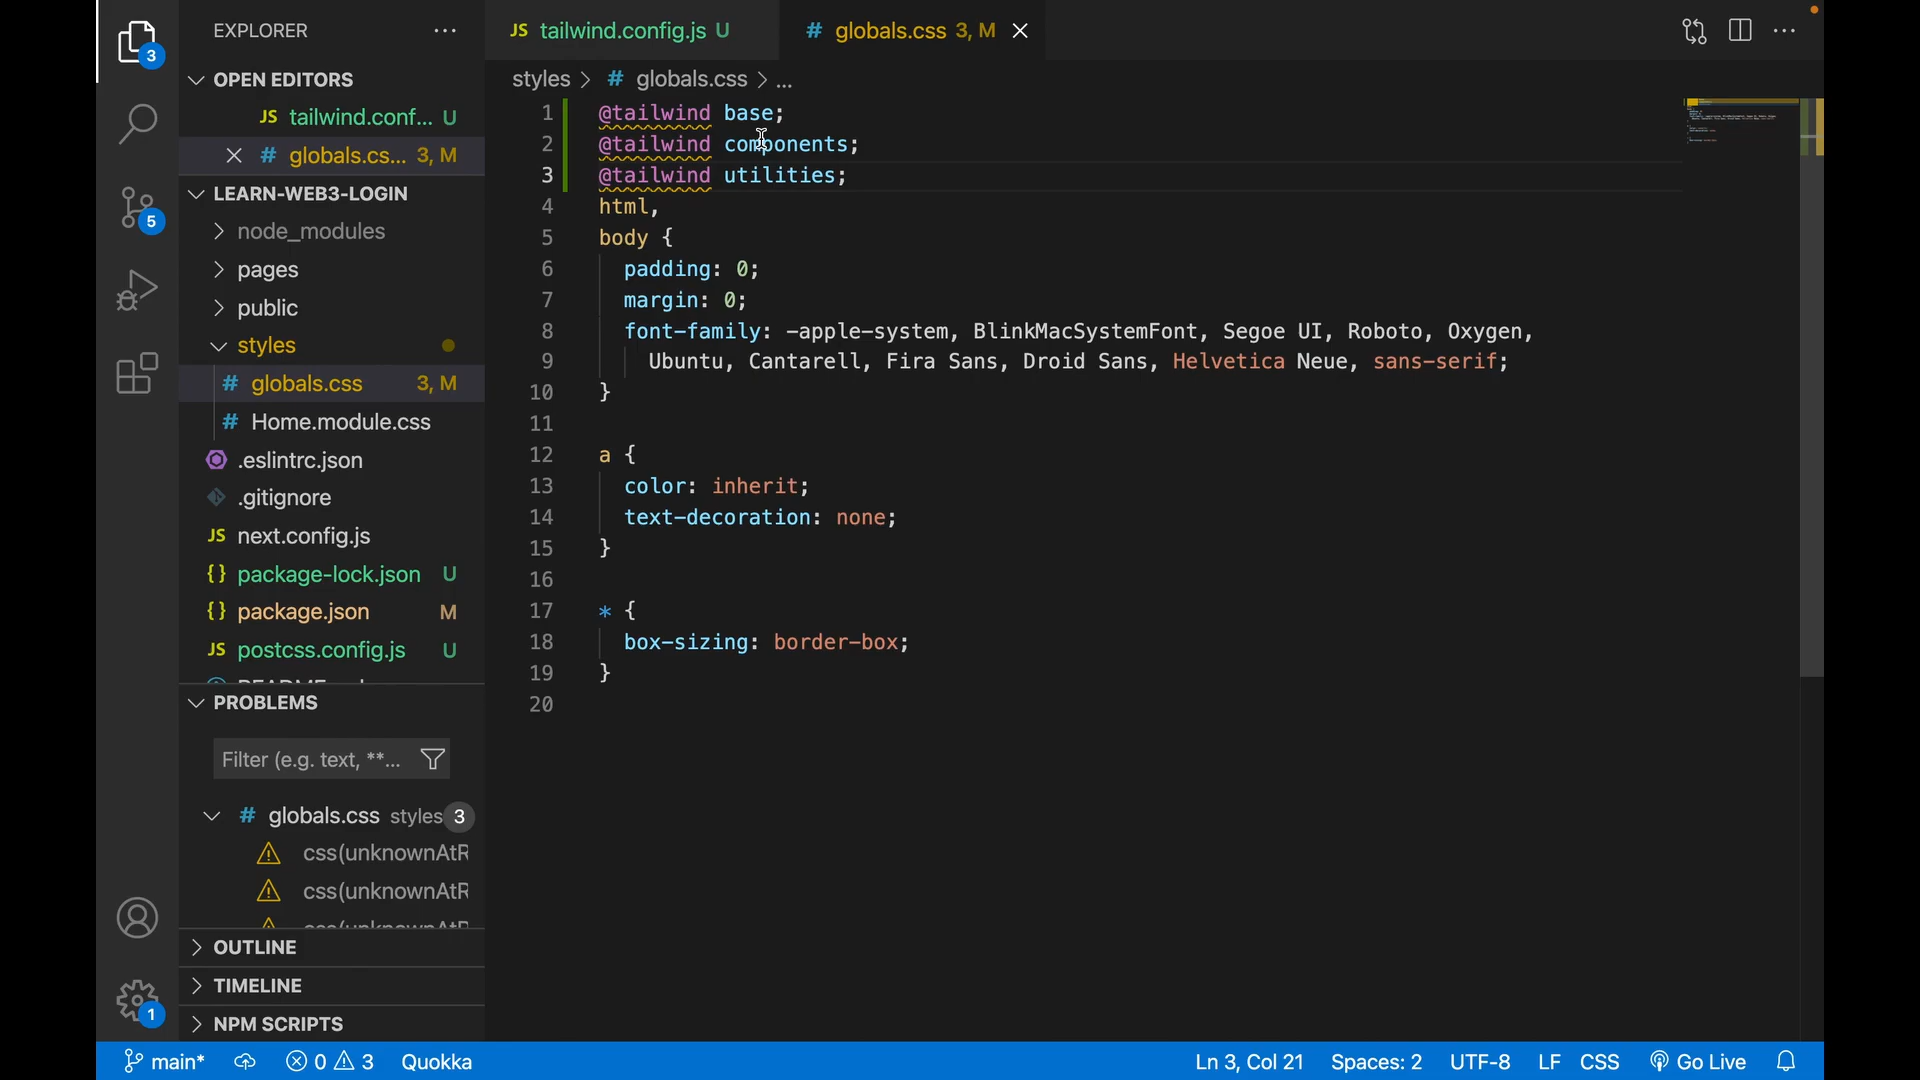 EXPLORER
3
OPEN EDITORS
JS tailwind.conf... U
# globals.cs... 3, M
LEARN-WEB3-LOGIN
5
node_modules
pages
public
styles
# globals.css 3, M
# Home.module.css
.eslintrc.json
.gitignore
JS next.config.js
{} package-lock.json U
{} package.json M
JS postcss.config.js U
PROBLEMS
Filter (e.g. text, **...
# globals.css styles 3
css(unknownAtR
css(unknownAtR
css(unknownAtR
OUTLINE
TIMELINE
1
NPM SCRIPTS
JS tailwind.config.js U
# globals.css 3, M
styles > # globals.css > ...
1 @tailwind base;
2 @tailwind components;
3 @tailwind utilities;
4 html,
5 body {
6 padding: 0;
7 margin: 0;
8 font-family: -apple-system, BlinkMacSystemFont, Segoe UI, Roboto, Oxygen,
9 Ubuntu, Cantarell, Fira Sans, Droid Sans, Helvetica Neue, sans-serif;
10 }
11
12 a {
13 color: inherit;
14 text-decoration: none;
15 }
16
17 * {
18 box-sizing: border-box;
19 }
20
main* 0 3 Quokka Ln 3, Col 21 Spaces: 2 UTF-8 LF CSS Go Live